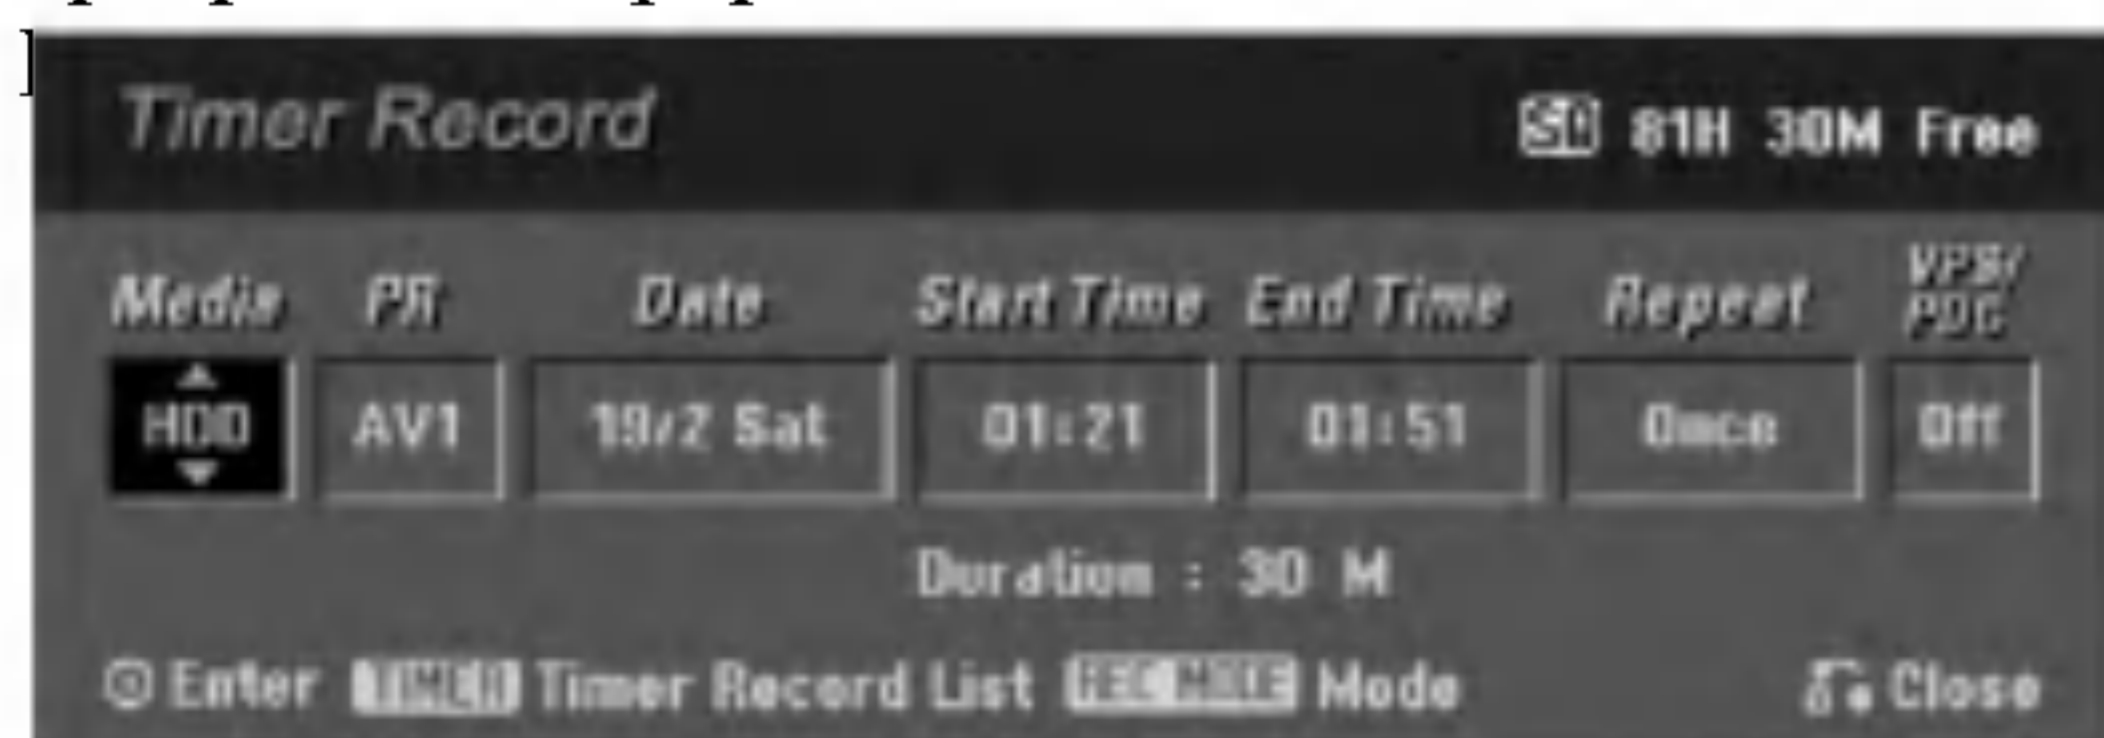 Timer Record 81H 30M Free
Media PR Date Start Time End Time Repeat VPS/
PDC
HDD AV1 19/2 Sat 01:21 01:51 Once Off
Duration : 30 M
Enter TIMER Timer Record List REC MODE Mode Close